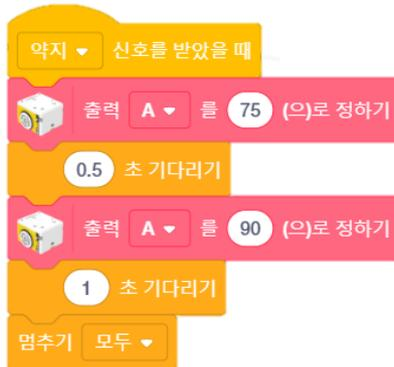 약지 신호를 받았을 때
출력 A 를 75 (으)로 정하기
0.5 초 기다리기
출력 A 를 90 (으)로 정하기
1 초 기다리기
멈추기 모두